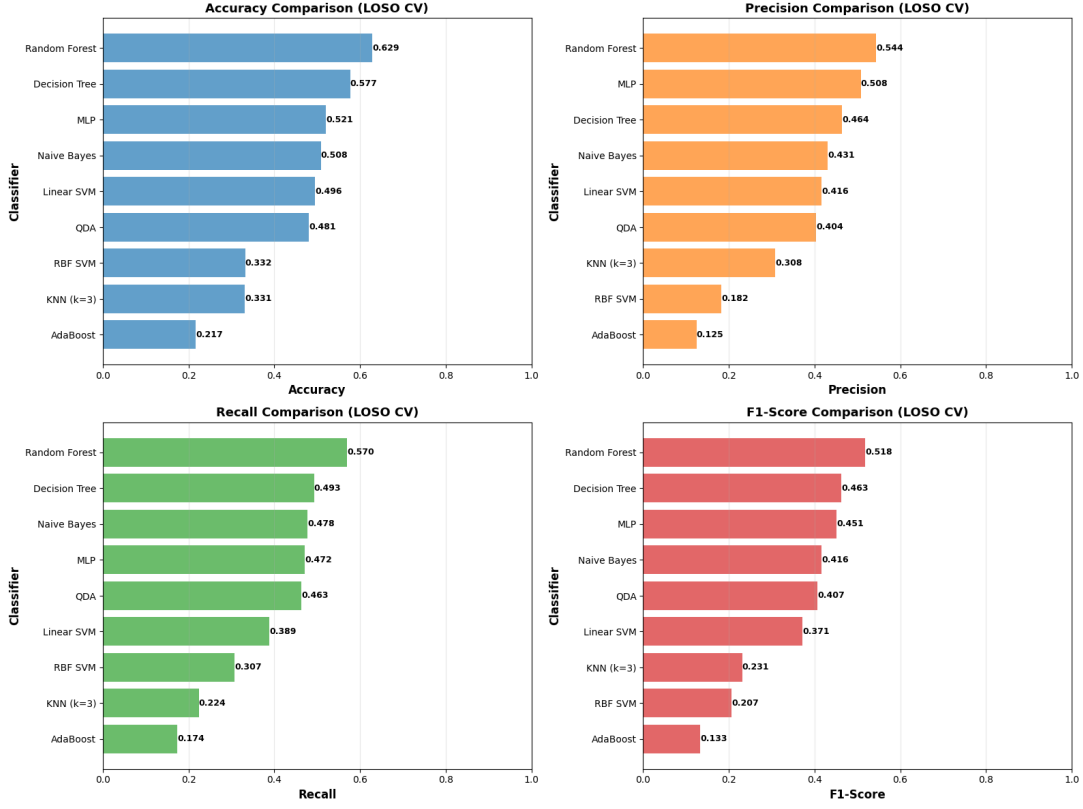 Accuracy Comparison (LOSO CV)
Classifier
Random Forest 0.629
Decision Tree 0.577
MLP 0.521
Naive Bayes 0.508
Linear SVM 0.496
QDA 0.481
RBF SVM 0.332
KNN (k=3) 0.331
AdaBoost 0.217
0.0 0.2 0.4 0.6 0.8 1.0
Accuracy
Precision Comparison (LOSO CV)
Classifier
Random Forest 0.544
MLP 0.508
Decision Tree 0.464
Naive Bayes 0.431
Linear SVM 0.416
QDA 0.404
KNN (k=3) 0.308
RBF SVM 0.182
AdaBoost 0.125
0.0 0.2 0.4 0.6 0.8 1.0
Precision
Recall Comparison (LOSO CV)
Classifier
Random Forest 0.570
Decision Tree 0.493
Naive Bayes 0.478
MLP 0.472
QDA 0.463
Linear SVM 0.389
RBF SVM 0.307
KNN (k=3) 0.224
AdaBoost 0.174
0.0 0.2 0.4 0.6 0.8 1.0
Recall
F1-Score Comparison (LOSO CV)
Classifier
Random Forest 0.518
Decision Tree 0.463
MLP 0.451
Naive Bayes 0.416
QDA 0.407
Linear SVM 0.371
KNN (k=3) 0.231
RBF SVM 0.207
AdaBoost 0.133
0.0 0.2 0.4 0.6 0.8 1.0
F1-Score